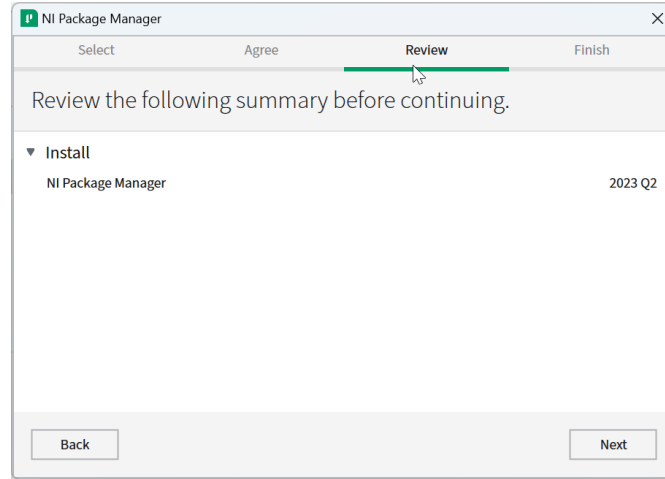 NI Package Manager
Select Agree Review Finish
Review the following summary before continuing.
Install
NI Package Manager 2023 Q2
Back Next